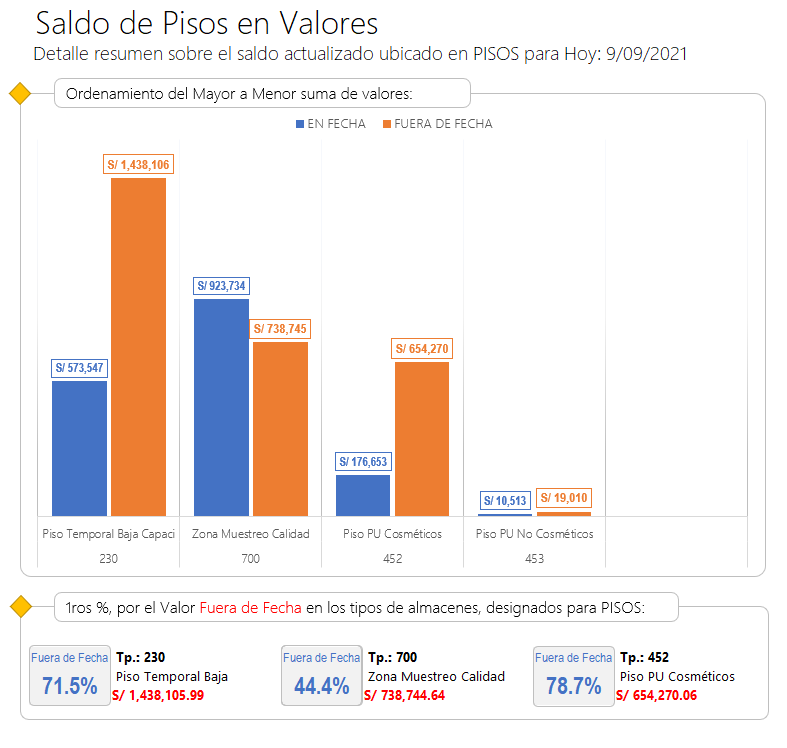 Saldo de Pisos en Valores
Detalle resumen sobre el saldo actualizado ubicado en PISOS para Hoy: 9/09/2021
Ordenamiento del Mayor a Menor suma de valores:
EN FECHA FUERA DE FECHA
S/ 1,438,106
S/ 923,734
S/ 738,745
S/ 654,270
S/ 573,547
S/ 176,653
S/ 10,513
S/ 19,010
Piso Temporal Baja Capaci Zona Muestreo Calidad Piso PU Cosméticos Piso PU No Cosméticos
230 700 452 453
1ros %, por el Valor Fuera de Fecha en los tipos de almacenes, designados para PISOS:
Fuera de Fecha
71.5%
Tp.: 230
Piso Temporal Baja
S/ 1,438,105.99
Fuera de Fecha
44.4%
Tp.: 700
Zona Muestreo Calidad
S/ 738,744.64
Fuera de Fecha
78.7%
Tp.: 452
Piso PU Cosméticos
S/ 654,270.06